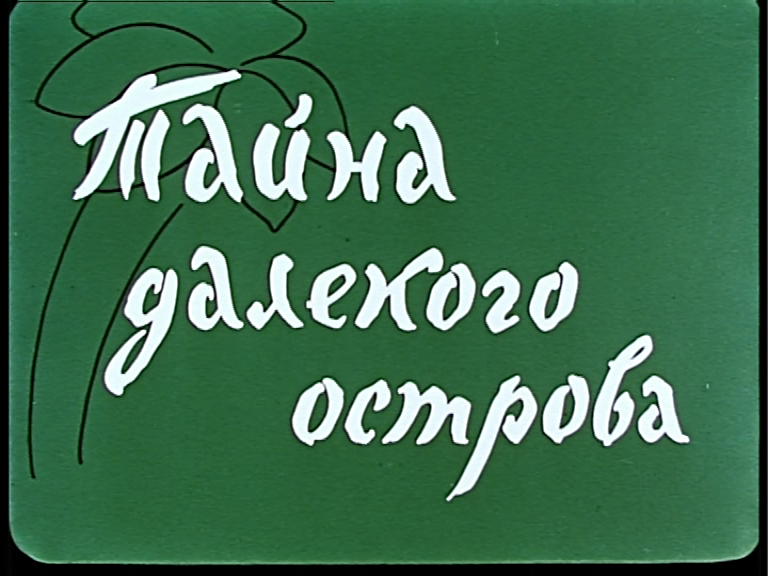 Тайна
далекого
острова